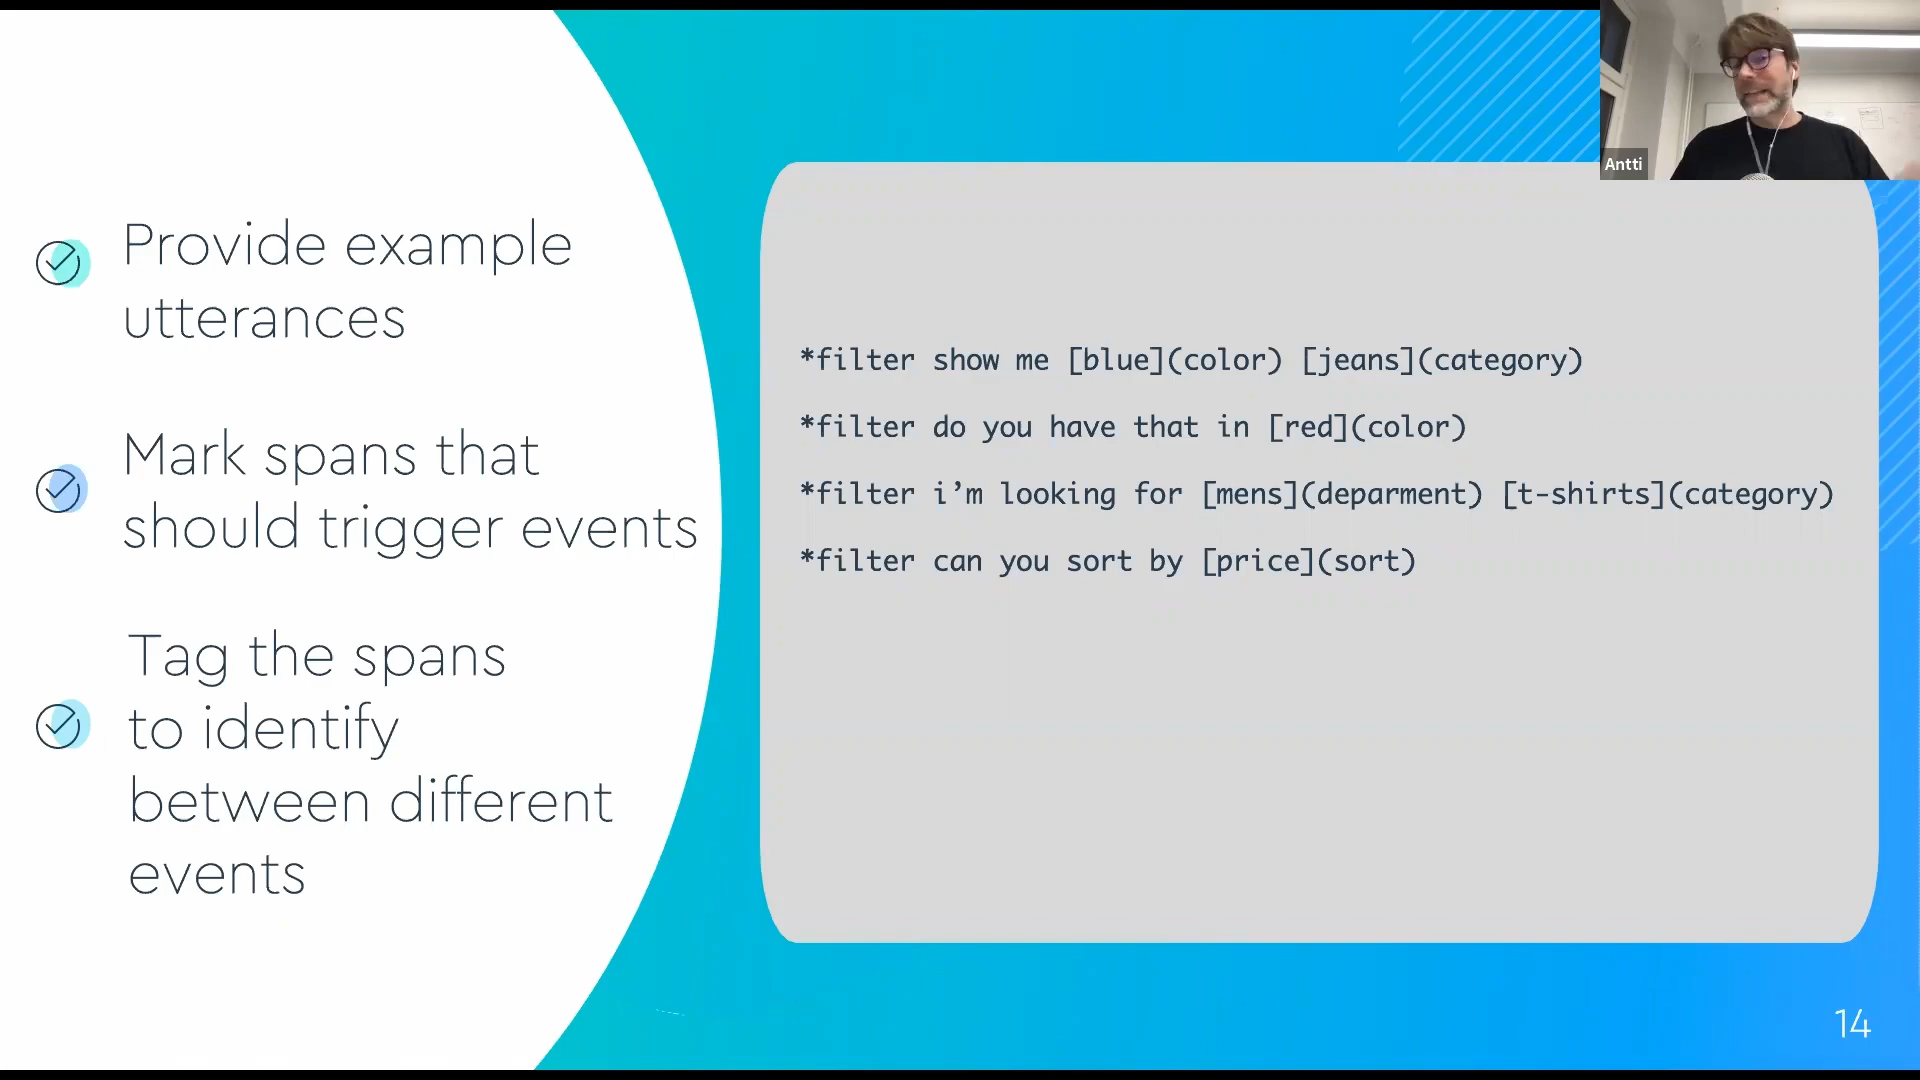 Provide example
utterances
Mark spans that
should trigger events
Tag the spans
to identify
between different
events
*filter show me [blue](color) [jeans](category)
*filter do you have that in [red](color)
*filter i’m looking for [mens](deparment) [t-shirts](category)
*filter can you sort by [price](sort)
Antti
14